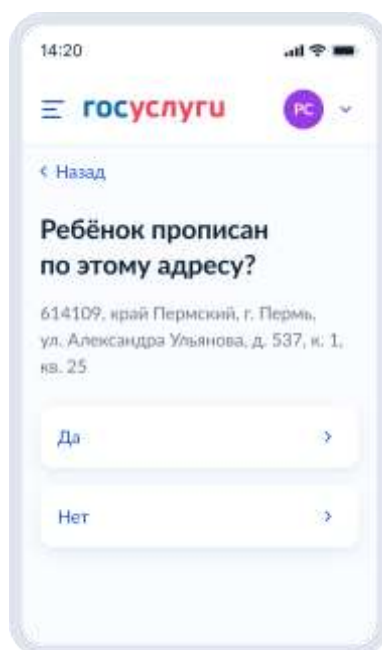 14:20
госуслуги
РС
Назад
Ребёнок прописан
по этому адресу?
614109, край Пермский, г. Пермь,
ул. Александра Ульянова, д. 537, к. 1,
кв. 25
Да
Нет